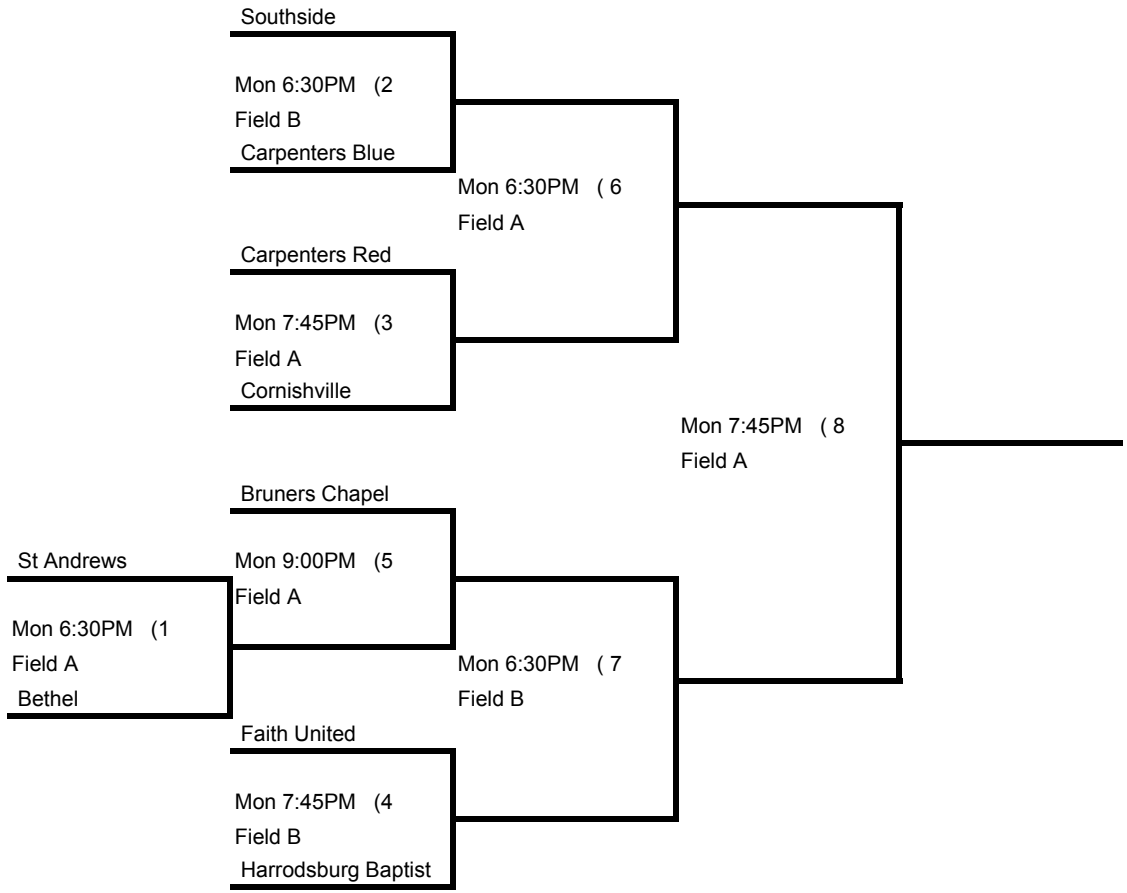 Southside
Mon 6:30PM (2
Field B
Carpenters Blue
Mon 6:30PM ( 6
Field A
Carpenters Red
Mon 7:45PM (3
Field A
Cornishville
Mon 7:45PM ( 8
Field A
Bruners Chapel
St Andrews
Mon 9:00PM (5
Field A
Mon 6:30PM (1
Field A
Bethel
Mon 6:30PM ( 7
Field B
Faith United
Mon 7:45PM (4
Field B
Harrodsburg Baptist